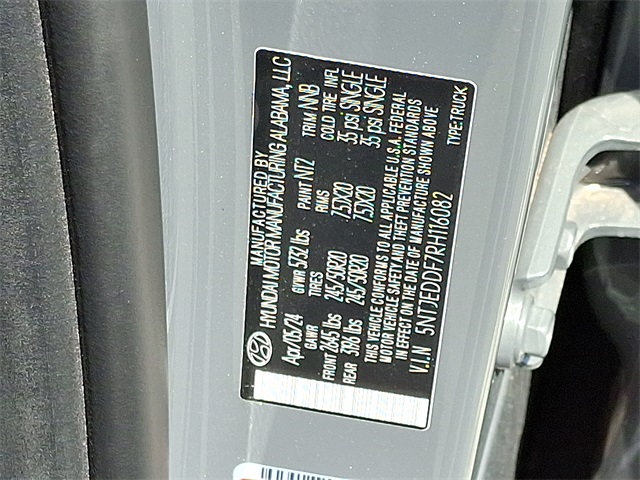 MANUFACTURED BY
HYUNDAI MOTOR MANUFACTURING ALABAMA, LLC
Apr/05/24 PAINT NT2 TRIM NNB
GVWR 5732 lbs
GAWR TIRES RIMS COLD TIRE INFL
FRONT 2645 lbs 245/50R20 7.5JX20 35 psi SINGLE
REAR 3196 lbs 245/50R20 7.5JX20 35 psi SINGLE
THIS VEHICLE CONFORMS TO ALL APPLICABLE U.S.A. FEDERAL
MOTOR VEHICLE SAFETY AND THEFT PREVENTION STANDARDS
IN EFFECT ON THE DATE OF MANUFACTURE SHOWN ABOVE
V.I.N 5NTJEDDF7RH116082 TYPE:TRUCK